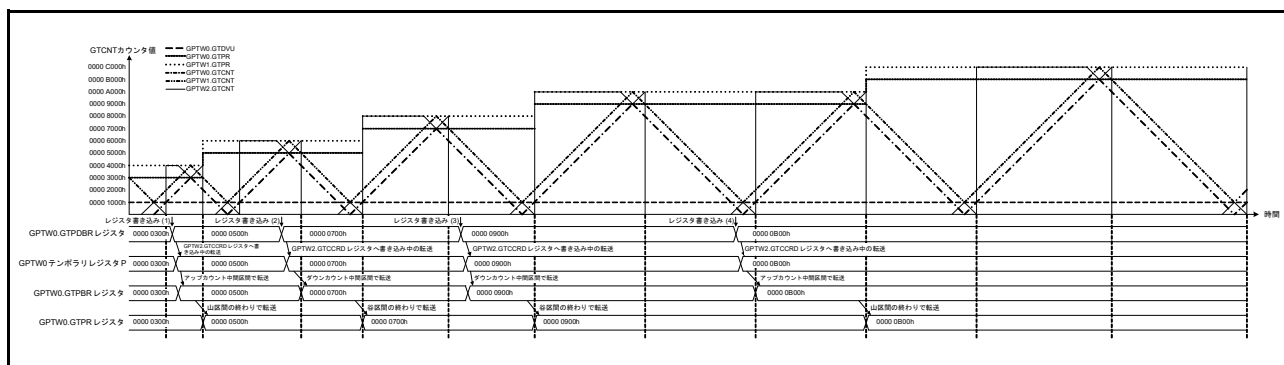 GTCNTカウンタ値
GPTW0.GTDVU
GPTW0.GTPR
GPTW1.GTPR
GPTW0.GTCNT
GPTW1.GTCNT
GPTW2.GTCNT
0000 C000h
0000 B000h
0000 A000h
0000 9000h
0000 8000h
0000 7000h
0000 6000h
0000 5000h
0000 4000h
0000 3000h
0000 2000h
0000 1000h
時間
レジスタ書き込み (1) レジスタ書き込み (2) レジスタ書き込み (3) レジスタ書き込み (4)
GPTW0.GTPDBR レジスタ 0000 0300h 0000 0500h 0000 0700h 0000 0900h 0000 0B00h
GPTW2.GTCCRD レジスタへ書き込み中の転送 GPTW2.GTCCRD レジスタへ書き込み中の転送 GPTW2.GTCCRD レジスタへ書き込み中の転送 GPTW2.GTCCRD レジスタへ書き込み中の転送
GPTW0 テンポラリレジスタ P 0000 0300h 0000 0500h 0000 0700h 0000 0900h 0000 0B00h
アップカウント中間区間で転送 ダウンカウント中間区間で転送 ダウンカウント中間区間で転送 アップカウント中間区間で転送
GPTW0.GTPBR レジスタ 0000 0300h 0000 0500h 0000 0700h 0000 0900h 0000 0B00h
山区間の終わりで転送 谷区間の終わりで転送 谷区間の終わりで転送 山区間の終わりで転送
GPTW0.GTPR レジスタ 0000 0300h 0000 0500h 0000 0700h 0000 0900h 0000 0B00h